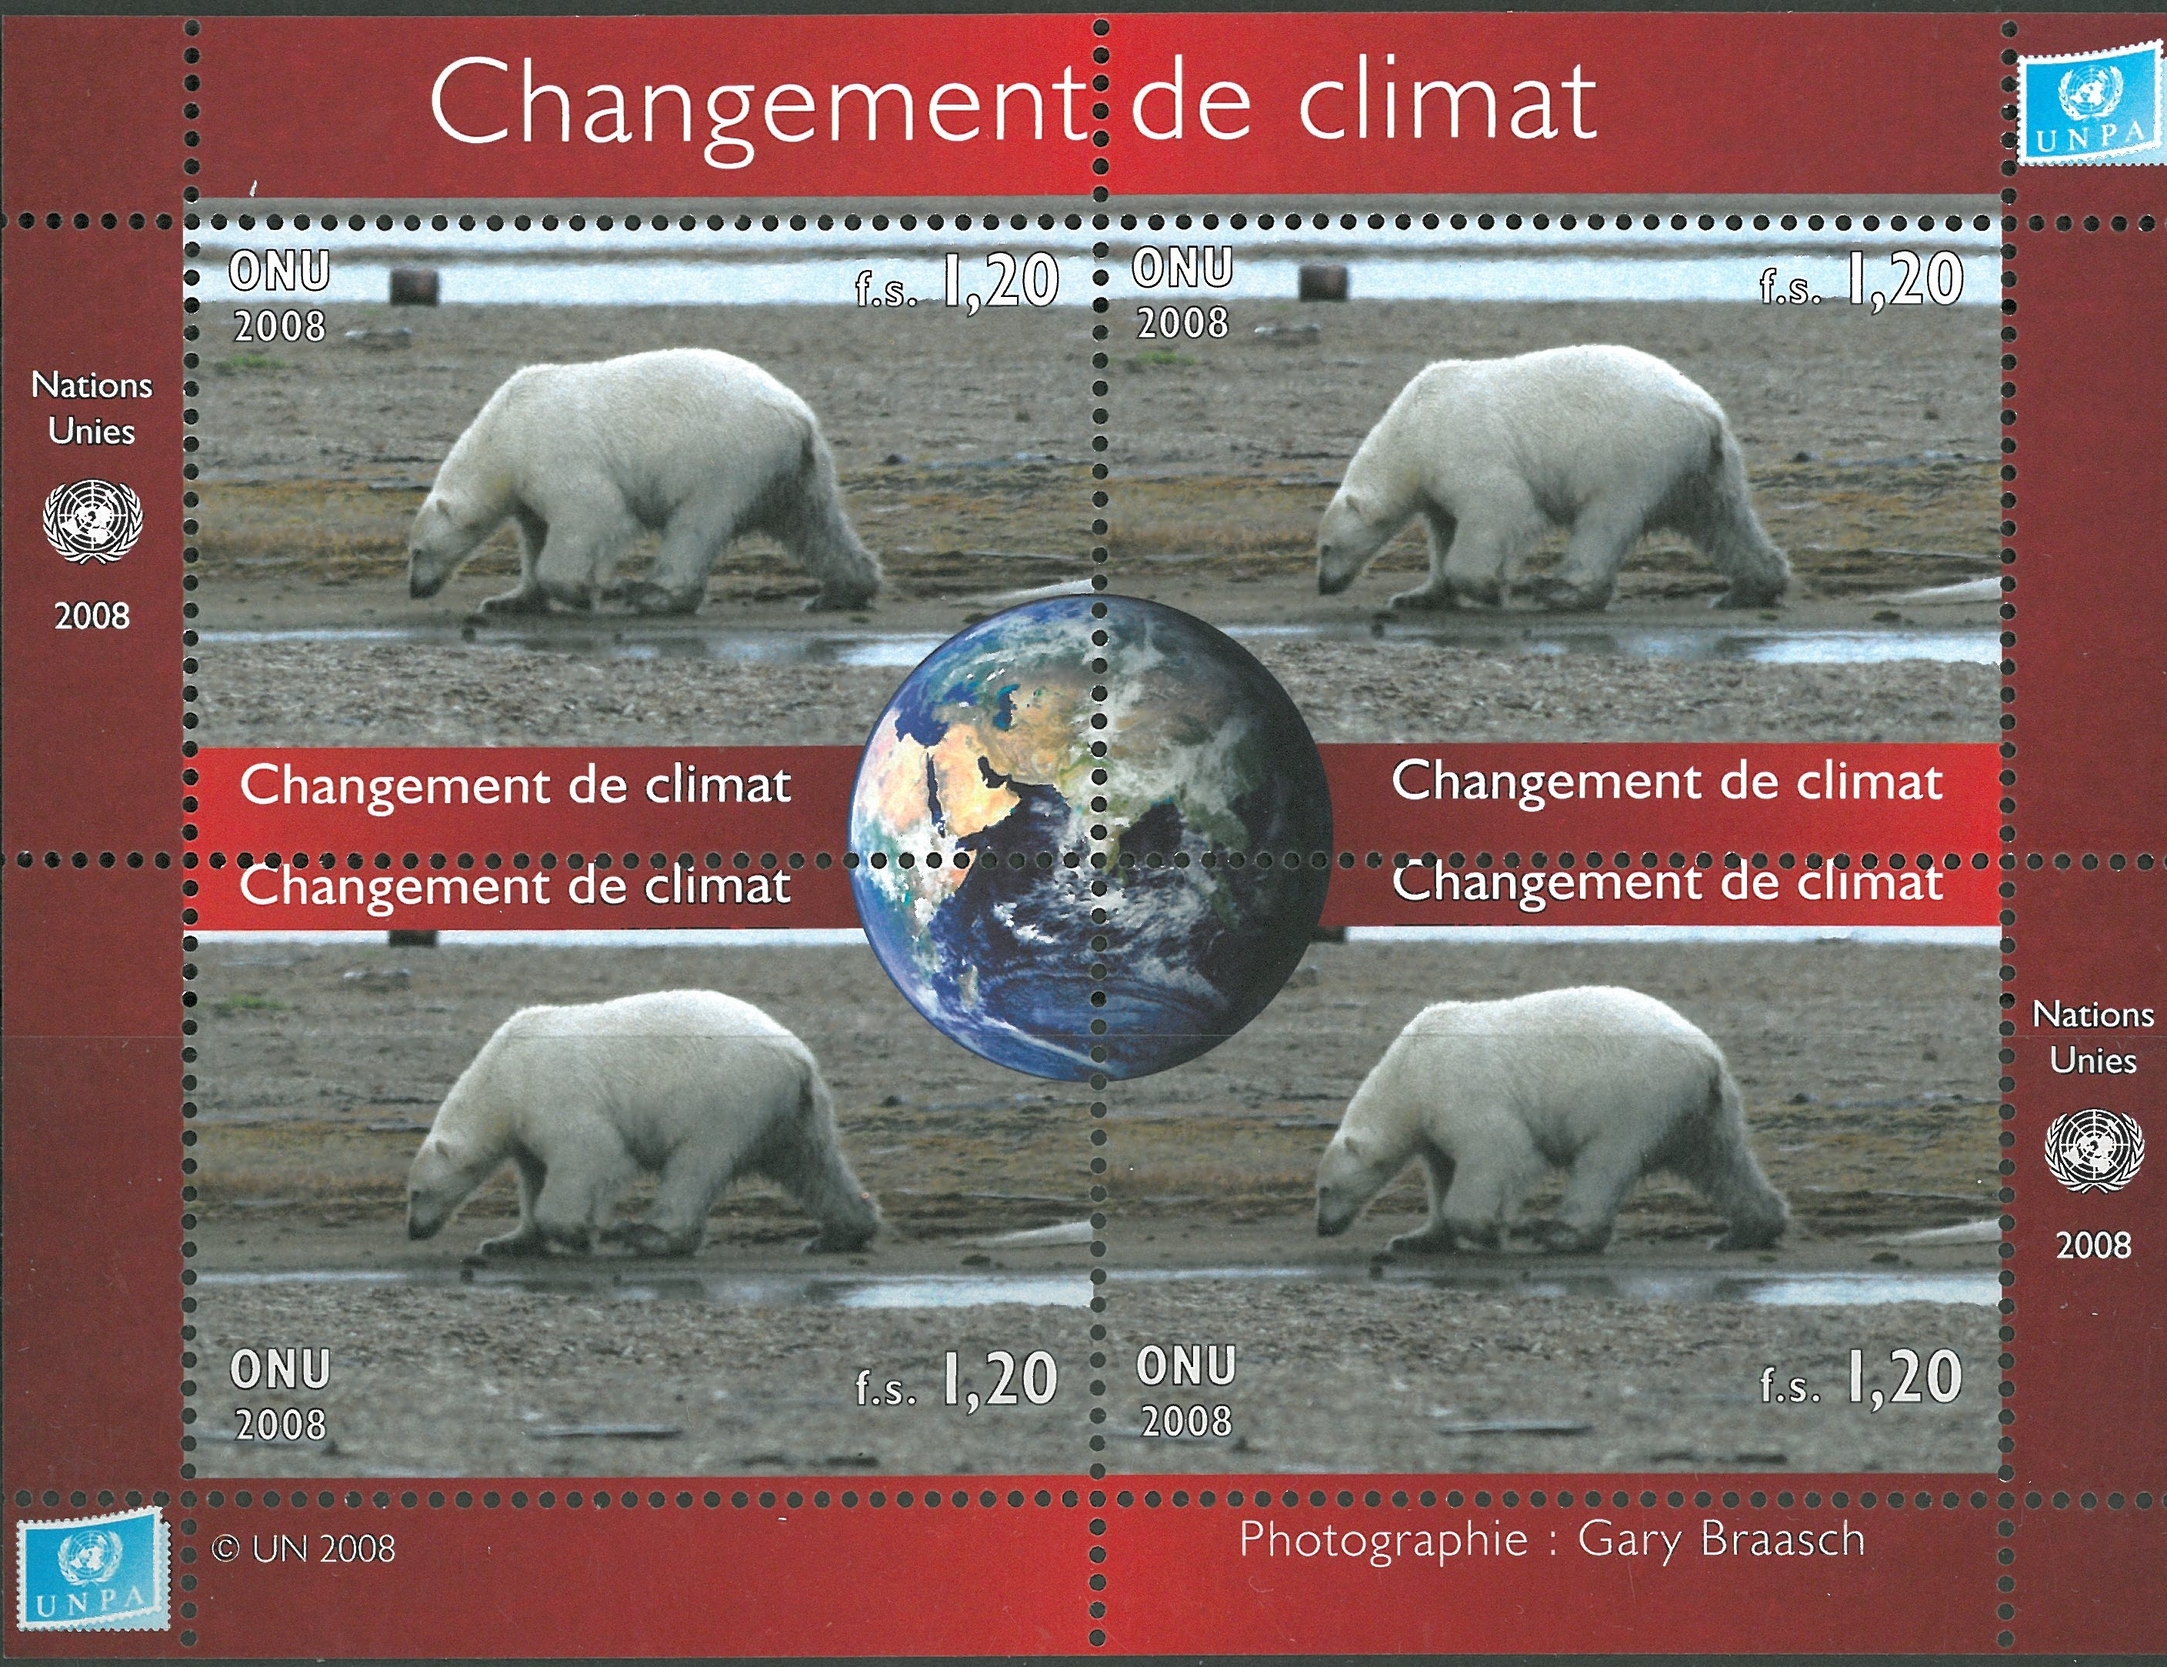 Changement de climat
UNPA
ONU
2008
f.s. 1,20
ONU
2008
f.s. 1,20
Nations
Unies
2008
Changement de climat
Changement de climat
Changement de climat
Changement de climat
Nations
Unies
2008
ONU
2008
f.s. 1,20
ONU
2008
f.s. 1,20
UNPA
© UN 2008
Photographie : Gary Braasch